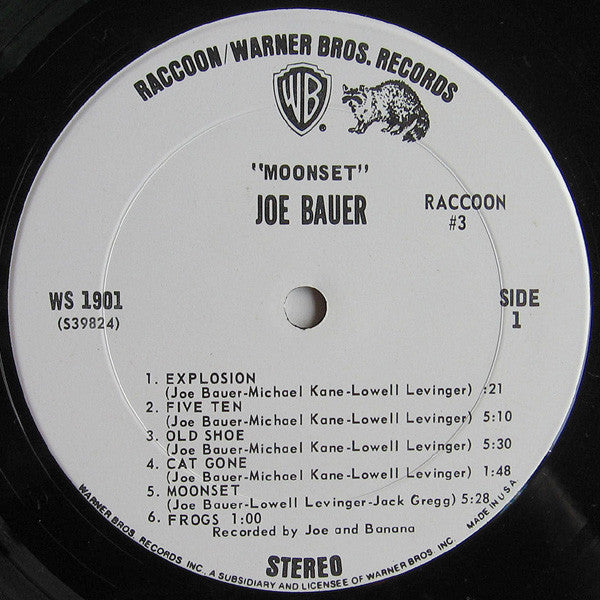 RACCOON/WARNER BROS. RECORDS
WB
®
"MOONSET"
JOE BAUER
RACCOON
#3
WS 1901
(S39824)
SIDE
1
1. EXPLOSION
(Joe Bauer-Michael Kane-Lowell Levinger) :21
2. FIVE TEN
(Joe Bauer-Michael Kane-Lowell Levinger) 5:10
3. OLD SHOE
(Joe Bauer-Michael Kane-Lowell Levinger) 5:30
4. CAT GONE
(Joe Bauer-Michael Kane-Lowell Levinger) 1:48
5. MOONSET
(Joe Bauer-Lowell Levinger-Jack Gregg) 5:28
6. FROGS 1:00
Recorded by Joe and Banana
STEREO
WARNER BROS. RECORDS INC., A SUBSIDIARY AND LICENSEE OF WARNER BROS. INC. MADE IN U.S.A.